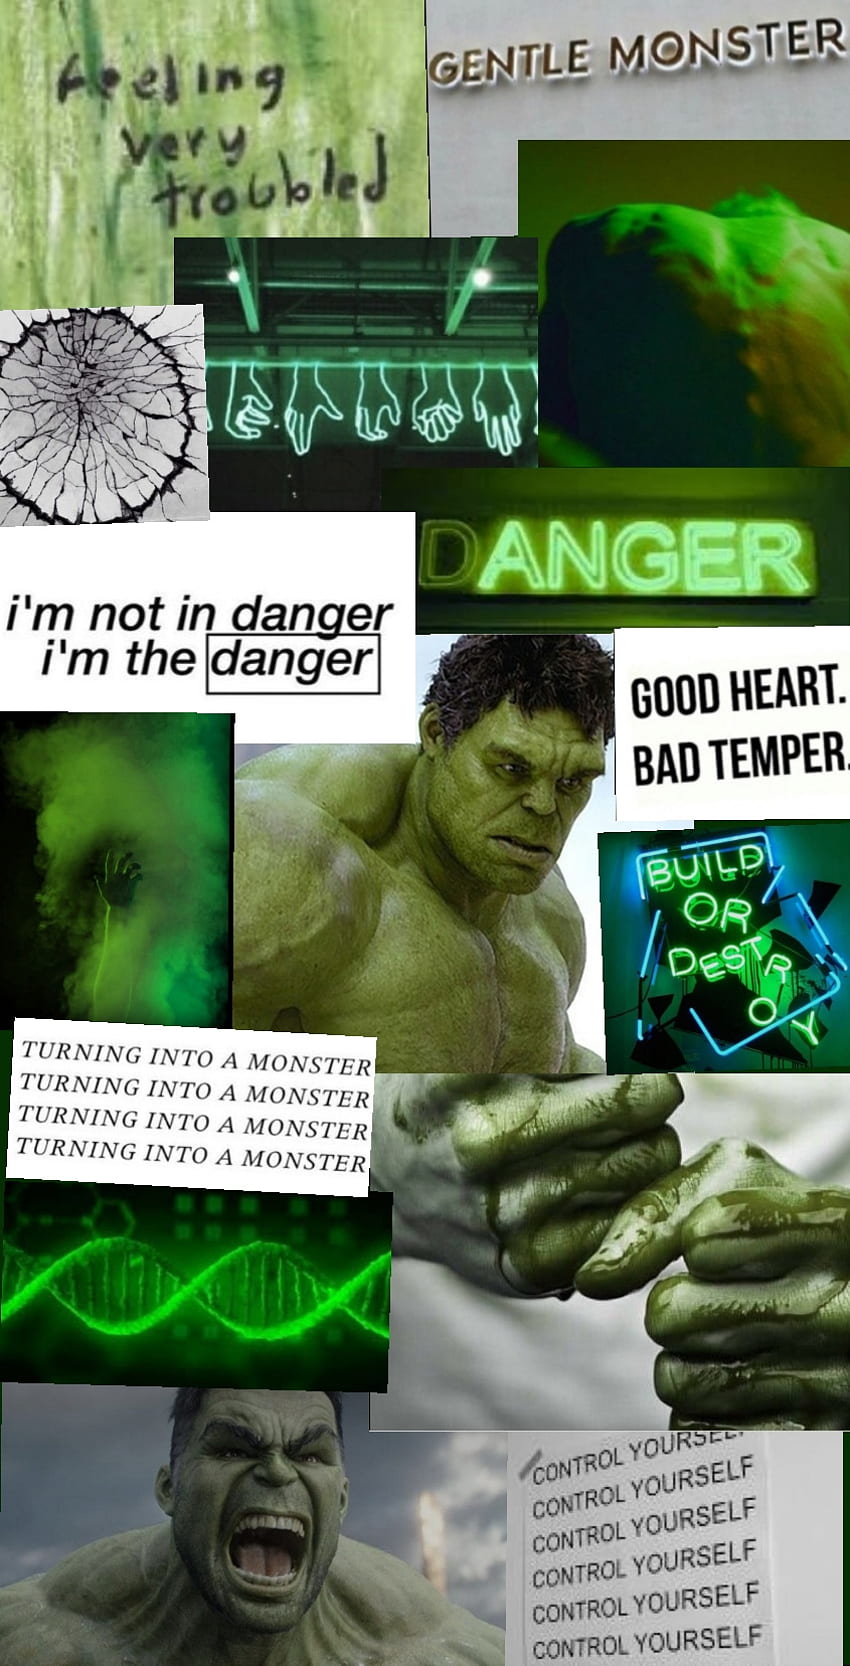 feeling
very
troubled
GENTLE MONSTER
DANGER
i'm not in danger
i'm the danger
GOOD HEART.
BAD TEMPER.
BUILD
OR
DESTR
OY
TURNING INTO A MONSTER
TURNING INTO A MONSTER
TURNING INTO A MONSTER
TURNING INTO A MONSTER
CONTROL YOURSELF
CONTROL YOURSELF
CONTROL YOURSELF
CONTROL YOURSELF
CONTROL YOURSELF
CONTROL YOURSELF